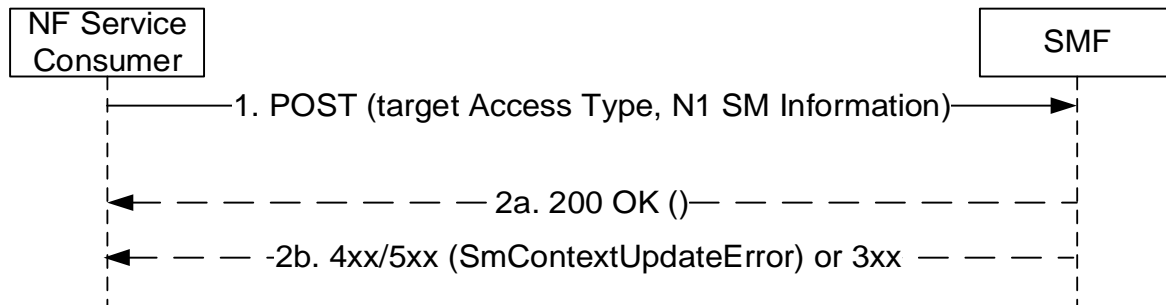 NF Service
Consumer
SMF
1. POST (target Access Type, N1 SM Information)
2a. 200 OK ()
2b. 4xx/5xx (SmContextUpdateError) or 3xx